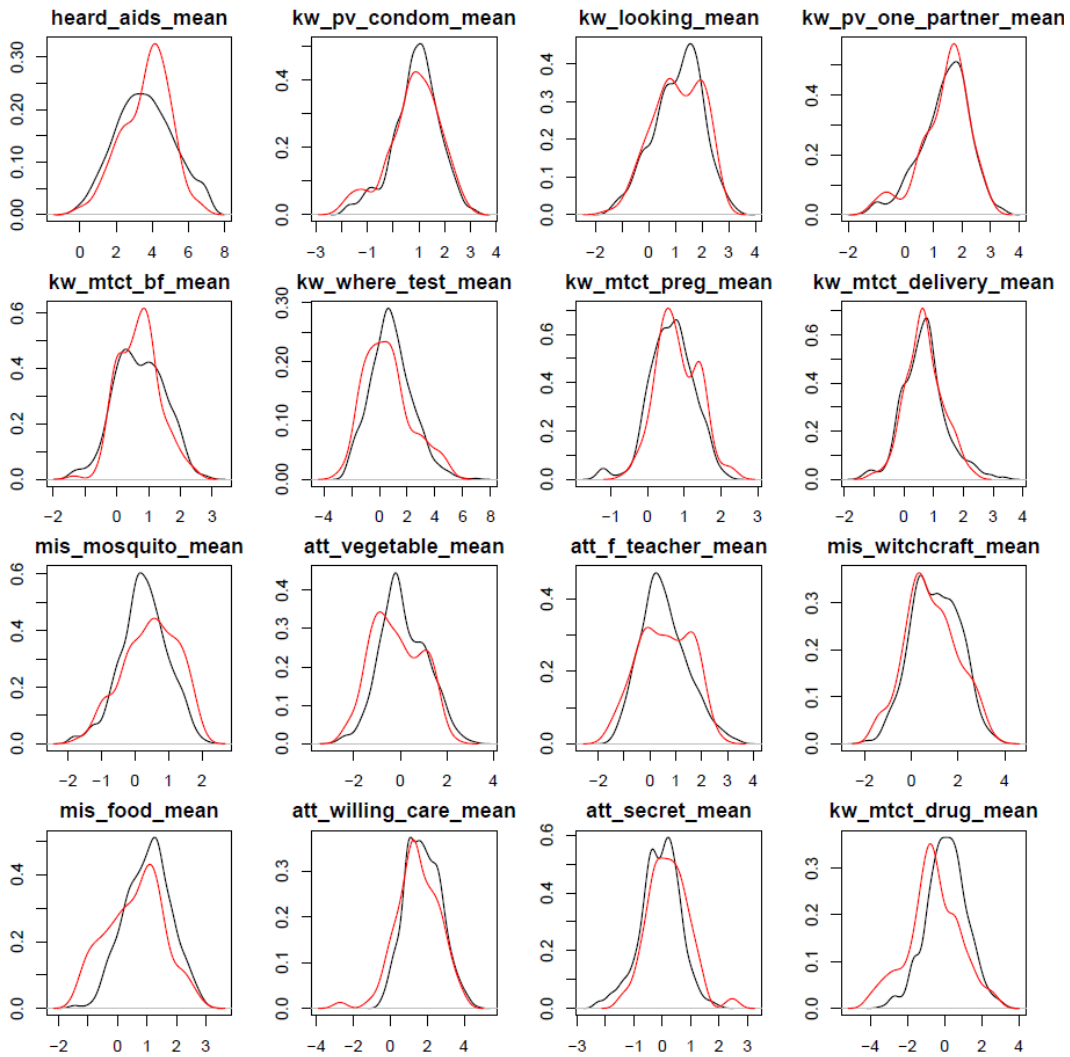 heard_aids_mean kw_pv_condom_mean kw_looking_mean kw_pv_one_partner_mean
0.00 0.10 0.20 0.30 0.0 0.2 0.4 0.0 0.1 0.2 0.3 0.4 0.0 0.2 0.4
0 2 4 6 8 −3 −1 0 1 2 3 4 −2 0 1 2 3 4 −2 0 1 2 3 4
kw_mtct_bf_mean kw_where_test_mean kw_mtct_preg_mean kw_mtct_delivery_mean
0.0 0.2 0.4 0.6 0.00 0.10 0.20 0.30 0.0 0.2 0.4 0.6 0.0 0.2 0.4 0.6
−2 0 1 2 3 −4 0 2 4 6 8 −1 0 1 2 3 −2 0 1 2 3 4
mis_mosquito_mean att_vegetable_mean att_f_teacher_mean mis_witchcraft_mean
0.0 0.2 0.4 0.6 0.0 0.1 0.2 0.3 0.4 0.0 0.2 0.4 0.0 0.1 0.2 0.3
−2 −1 0 1 2 −2 0 2 4 −2 0 1 2 3 4 −2 0 2 4
mis_food_mean att_willing_care_mean att_secret_mean kw_mtct_drug_mean
0.0 0.2 0.4 0.0 0.1 0.2 0.3 0.0 0.2 0.4 0.6 0.0 0.1 0.2 0.3
−2 0 1 2 3 −4 −2 0 2 4 −3 −1 0 1 2 3 −4 −2 0 2 4